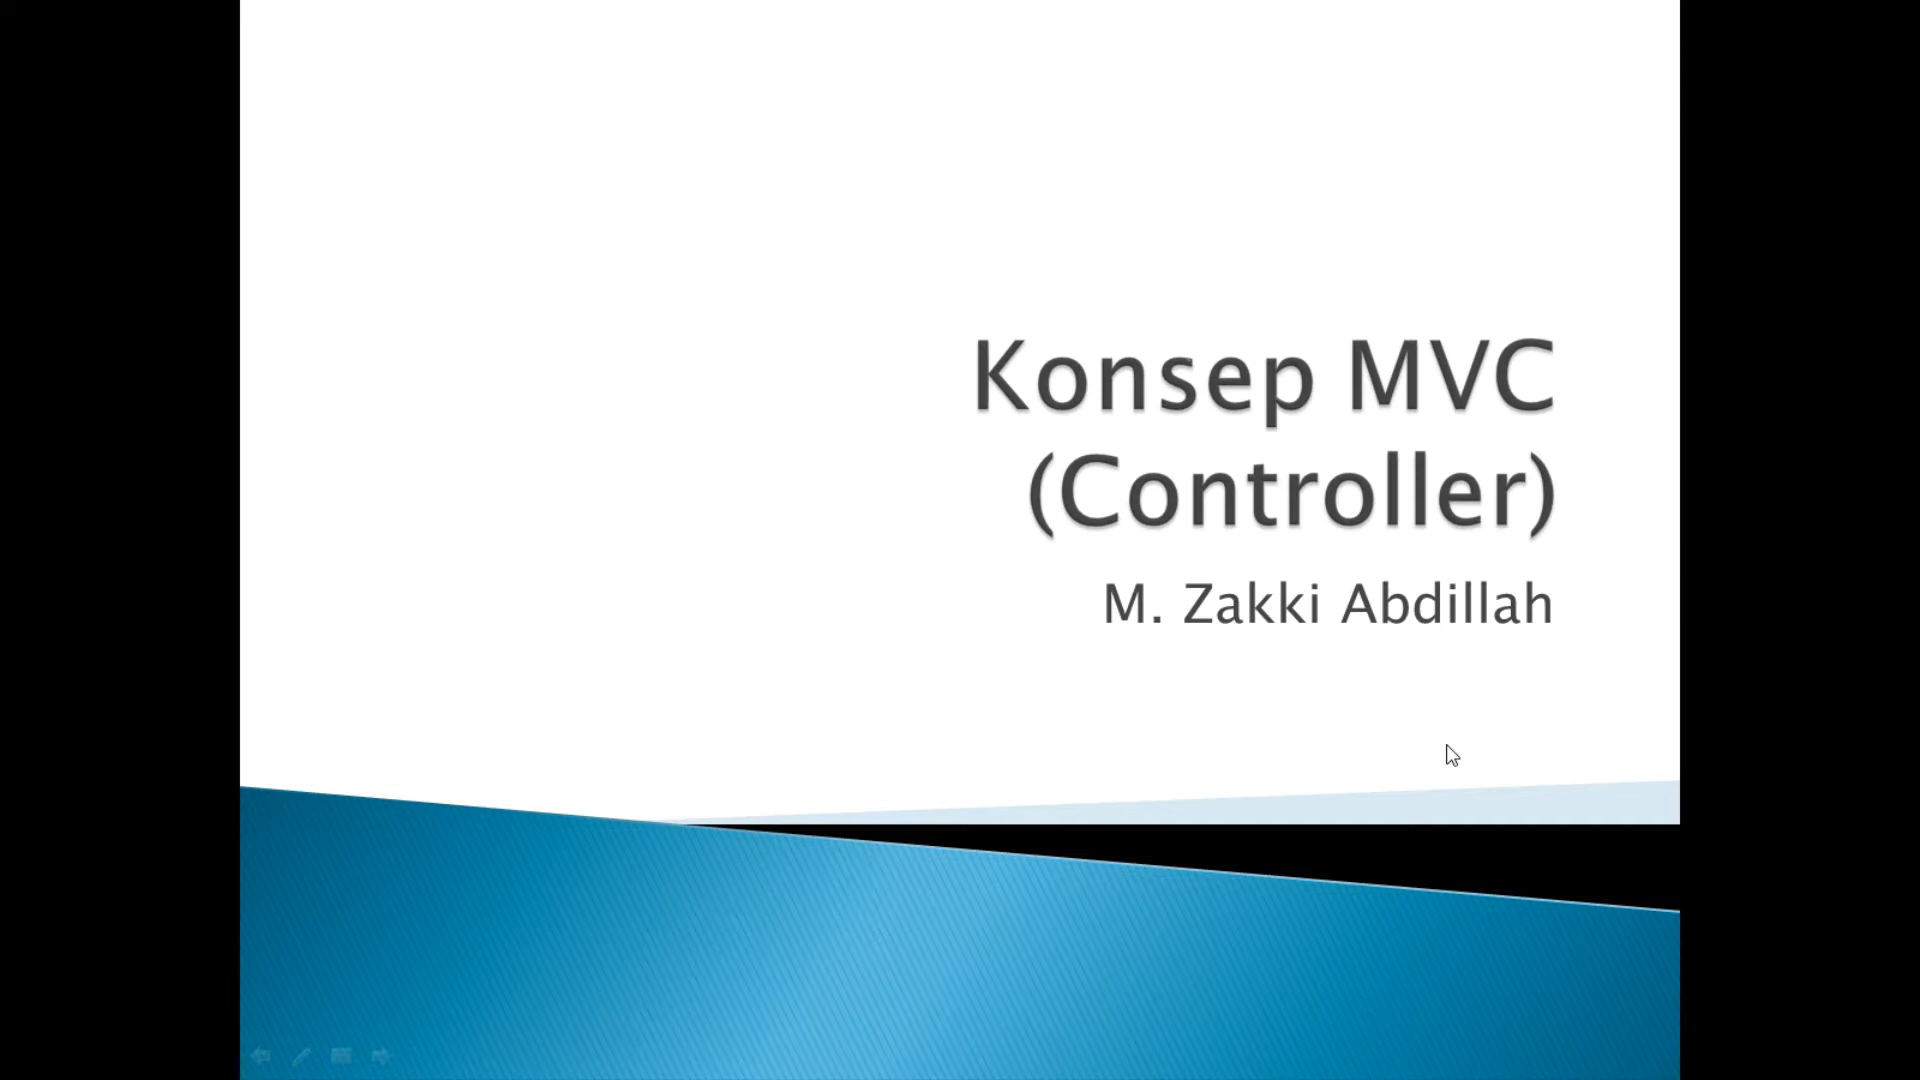 Konsep MVC
(Controller)
M. Zakki Abdillah